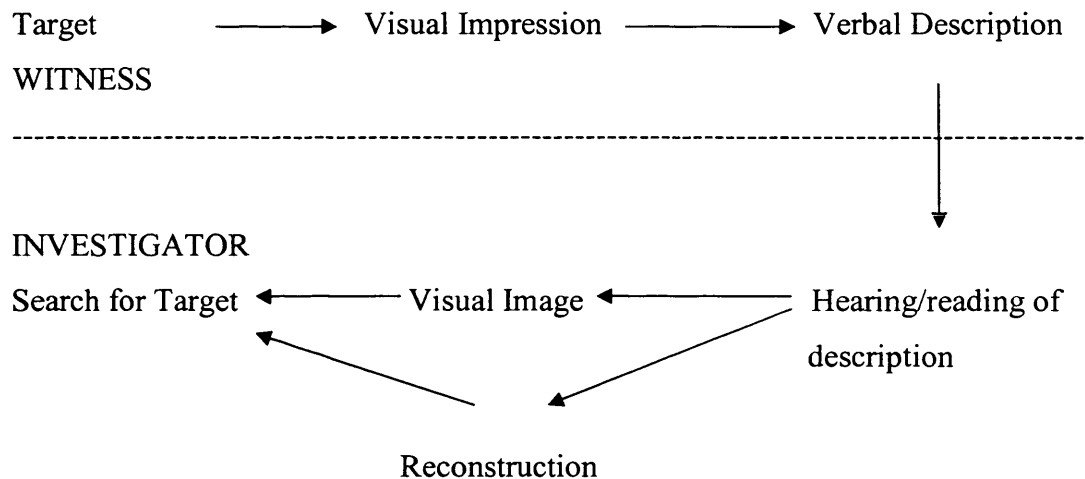 Target Visual Impression Verbal Description
WITNESS
INVESTIGATOR
Search for Target Visual Image Hearing/reading of
description
Reconstruction